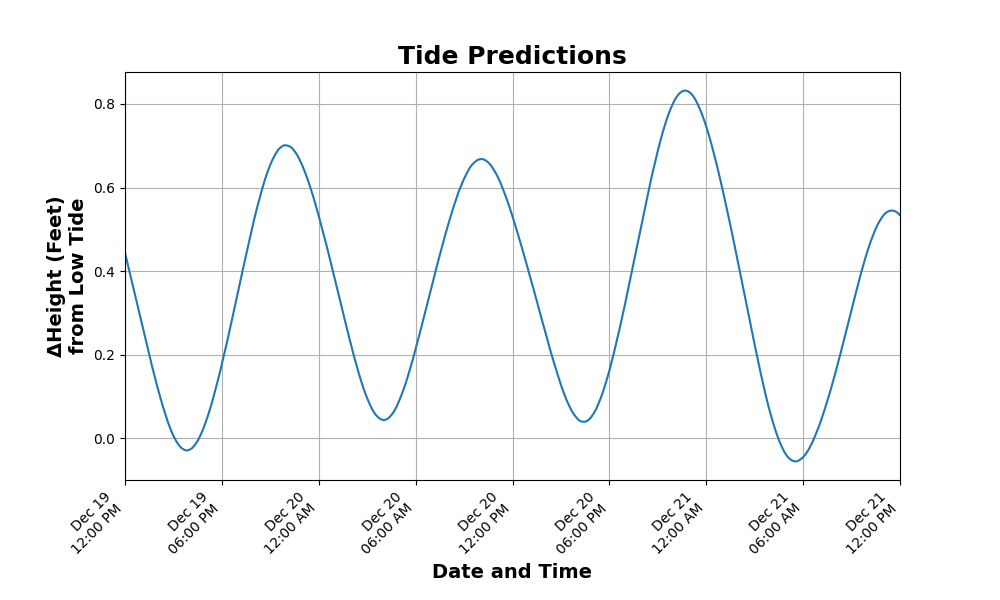 Tide Predictions
ΔHeight (Feet)
from Low Tide
0.8
0.6
0.4
0.2
0.0
Dec 19
12:00 PM
Dec 19
06:00 PM
Dec 20
12:00 AM
Dec 20
06:00 AM
Dec 20
12:00 PM
Dec 20
06:00 PM
Dec 21
12:00 AM
Dec 21
06:00 AM
Dec 21
12:00 PM
Date and Time